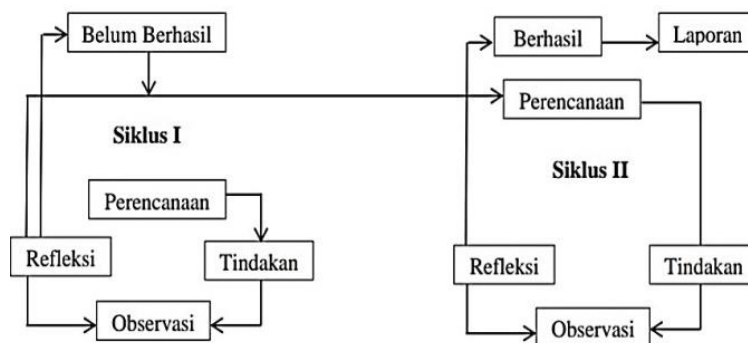 Belum Berhasil
Berhasil
Laporan
Perencanaan
Siklus I
Siklus II
Perencanaan
Refleksi
Tindakan
Refleksi
Tindakan
Observasi
Observasi